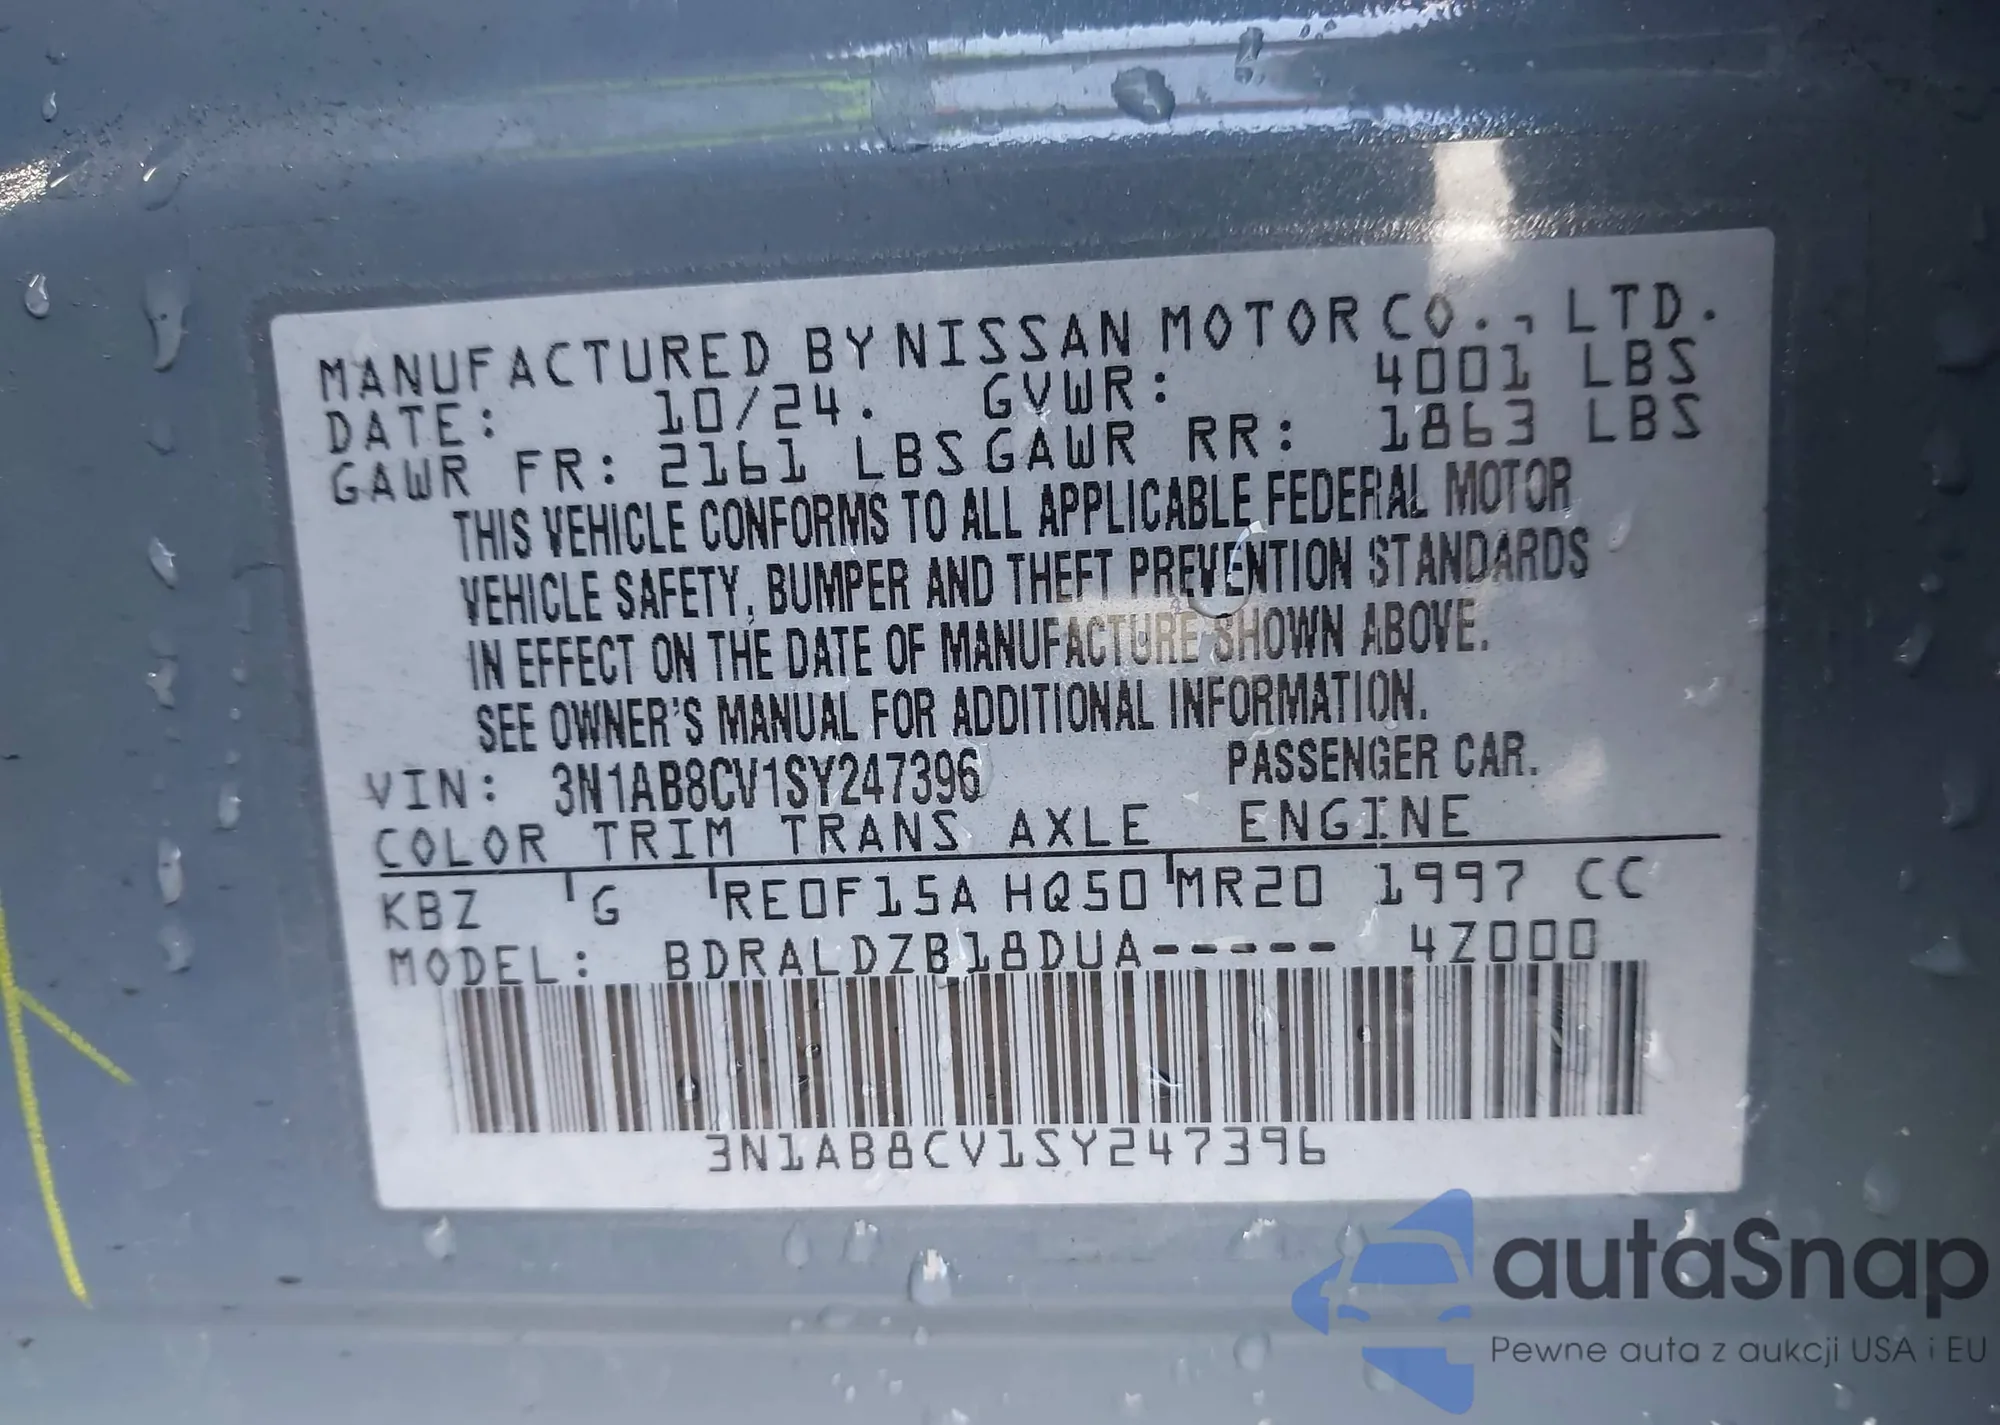 MANUFACTURED BY NISSAN MOTOR CO., LTD.
DATE: 10/24. GVWR: 4001 LBS
GAWR FR: 2161 LBS GAWR RR: 1863 LBS
THIS VEHICLE CONFORMS TO ALL APPLICABLE FEDERAL MOTOR
VEHICLE SAFETY, BUMPER AND THEFT PREVENTION STANDARDS
IN EFFECT ON THE DATE OF MANUFACTURE SHOWN ABOVE.
SEE OWNER'S MANUAL FOR ADDITIONAL INFORMATION.
VIN: 3N1AB8CV1SY247396 PASSENGER CAR.
COLOR TRIM TRANS AXLE ENGINE
KBZ G RE0F15A HQ50 MR20 1997 CC
MODEL: BDRALDZB18DUA----- 4Z000
3N1AB8CV1SY247396
autaSnap
Pewne auta z aukcji USA i EU